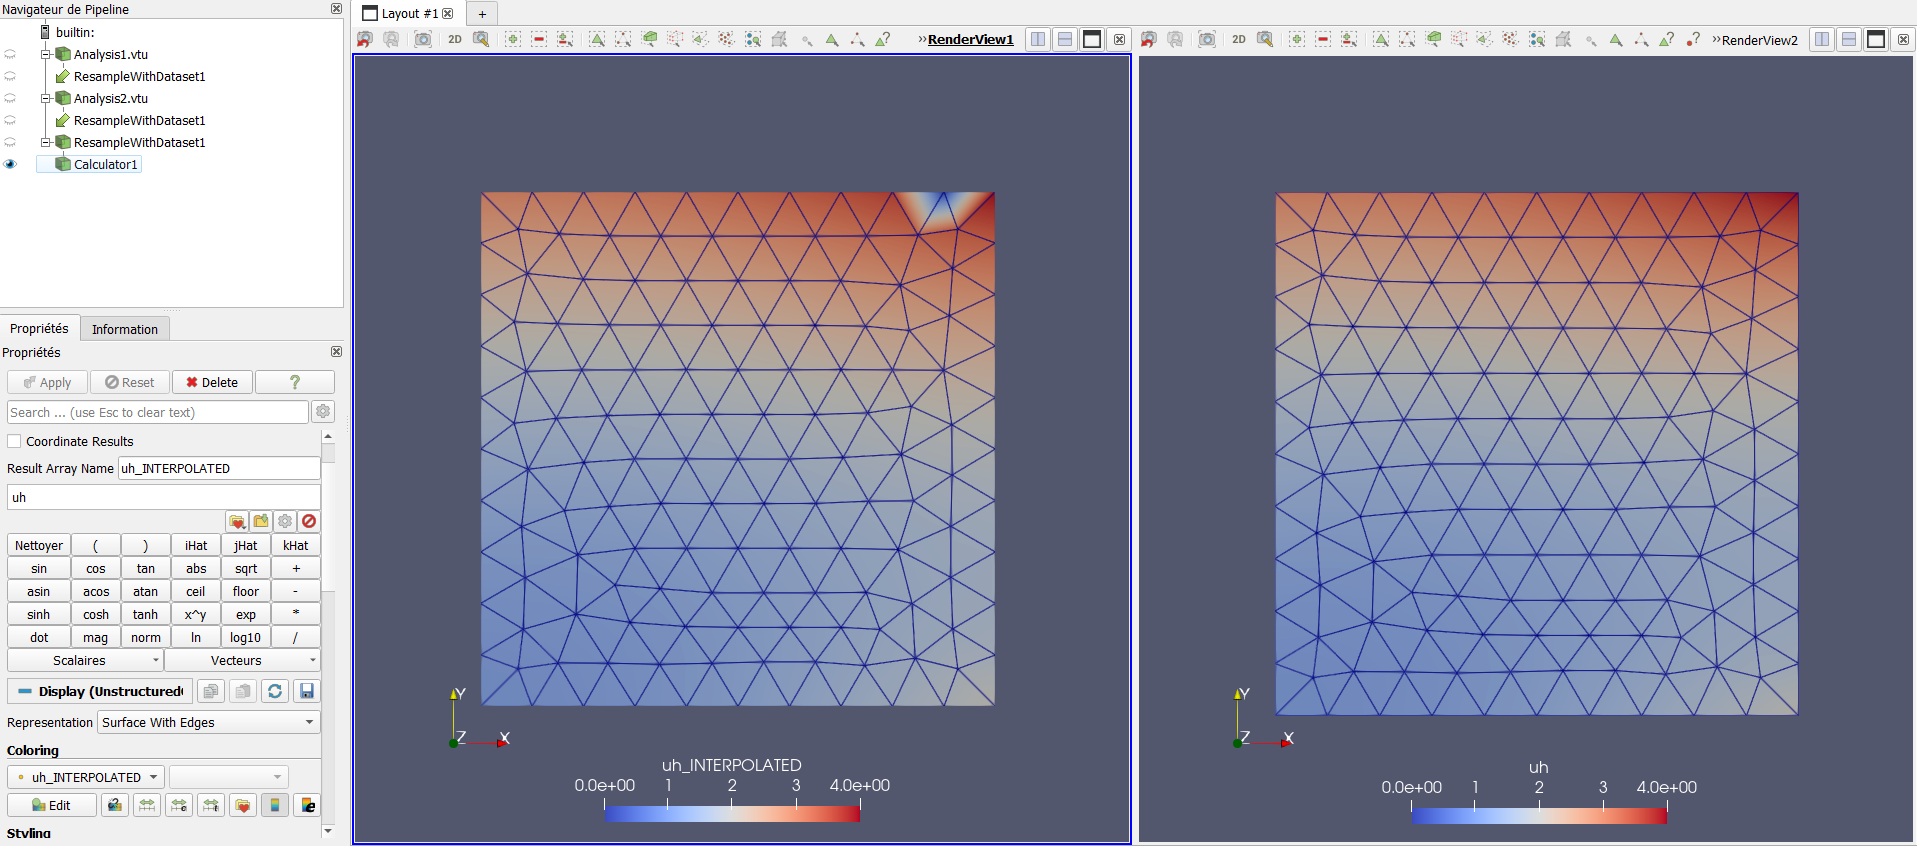 Navigateur de Pipeline
builtin:
Analysis1.vtu
ResampleWithDataset1
Analysis2.vtu
ResampleWithDataset1
ResampleWithDataset1
Calculator1
Propriétés Information
Propriétés
Apply Reset Delete ?
Search ... (use Esc to clear text)
Coordinate Results
Result Array Name uh_INTERPOLATED
uh
Nettoyer ( ) iHat jHat kHat
sin cos tan abs sqrt +
asin acos atan ceil floor -
sinh cosh tanh x^y exp *
dot mag norm ln log10 /
Scalaires Vecteurs
Display (Unstructured
Representation Surface With Edges
Coloring
uh_INTERPOLATED
Edit
Styling
Layout #1 +
2D ? »RenderView1
Y
Z X
uh_INTERPOLATED
0.0e+00 1 2 3 4.0e+00
2D ? ? »RenderView2
Y
Z X
uh
0.0e+00 1 2 3 4.0e+00